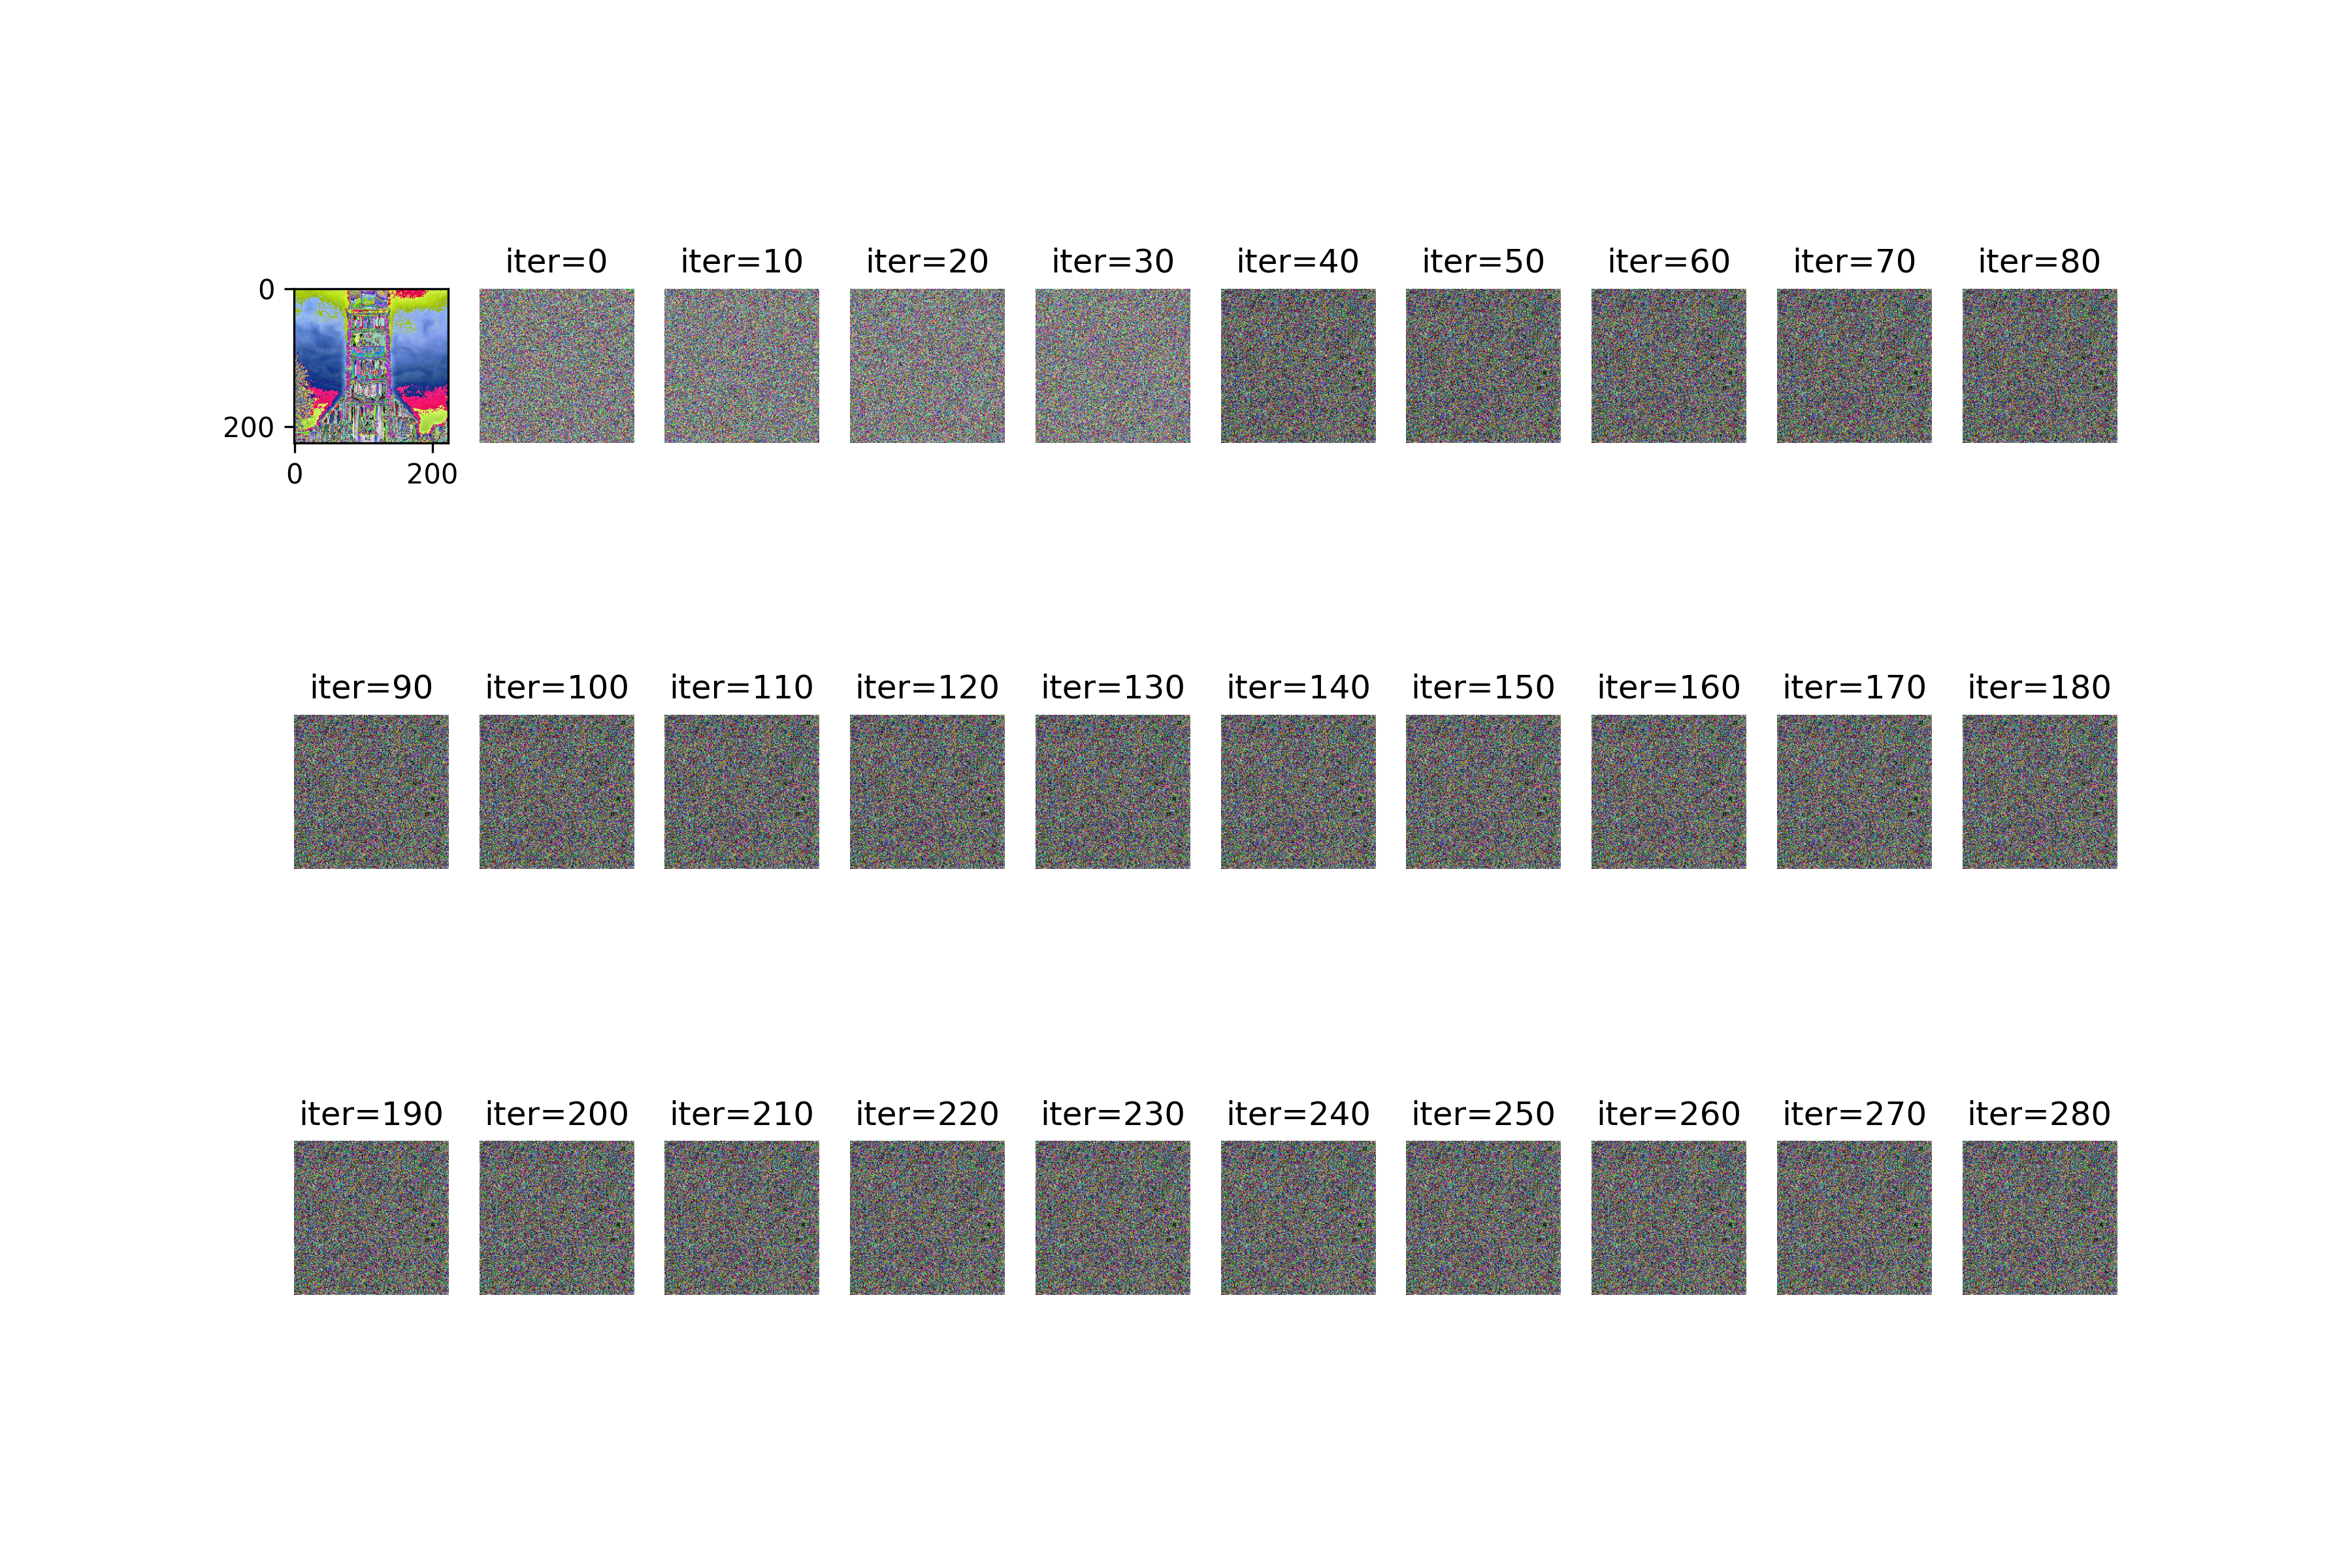 iter=0 iter=10 iter=20 iter=30 iter=40 iter=50 iter=60 iter=70 iter=80
0
200
0 200
iter=90 iter=100 iter=110 iter=120 iter=130 iter=140 iter=150 iter=160 iter=170 iter=180
iter=190 iter=200 iter=210 iter=220 iter=230 iter=240 iter=250 iter=260 iter=270 iter=280